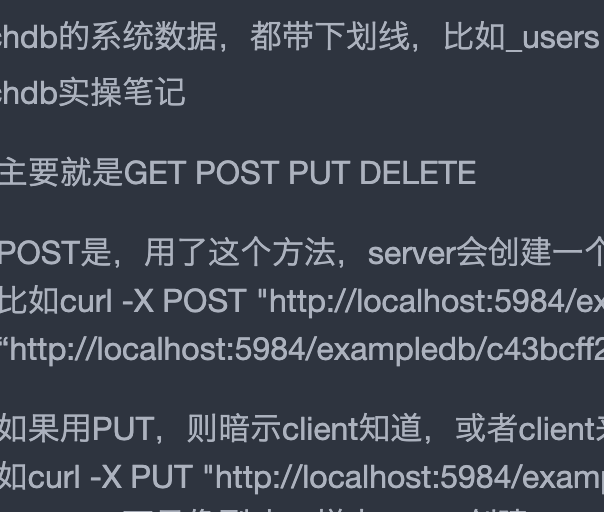 chdb的系统数据，都带下划线，比如_users
chdb实操笔记
主要就是GET POST PUT DELETE
POST是，用了这个方法，server会创建一个
比如curl -X POST "http://localhost:5984/ex
“http://localhost:5984/exampledb/c43bcff2
如果用PUT，则暗示client知道，或者client来
如curl -X PUT "http://localhost:5984/examp